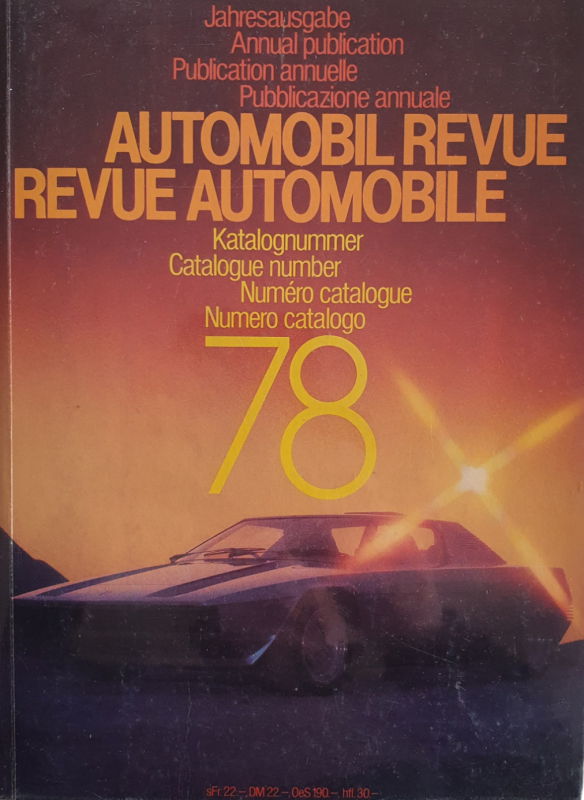 Jahresausgabe
Annual publication
Publication annuelle
Pubblicazione annuale
AUTOMOBIL REVUE
REVUE AUTOMOBILE
Katalognummer
Catalogue number
Numéro catalogue
Numero catalogo
78
sFr. 22.–, DM 22.–, OeS 190.–, hfl. 30.–